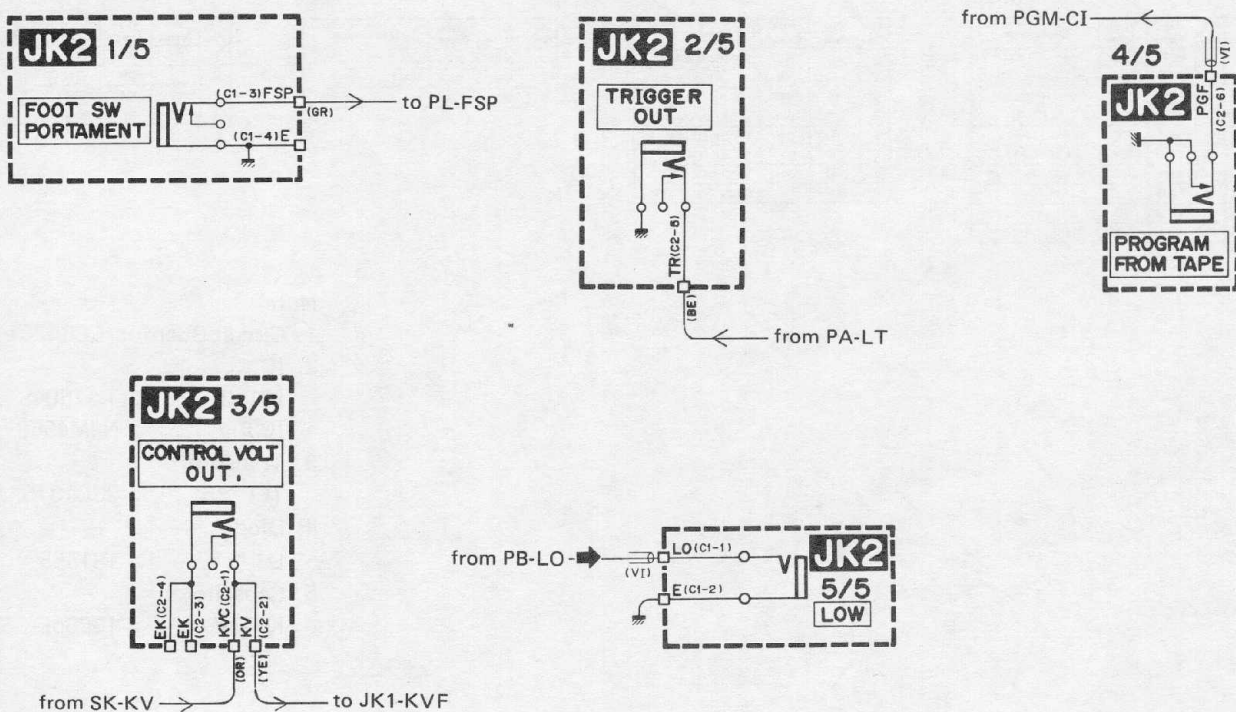 JK2 1/5
FOOT SW
PORTAMENT
(C1-3)FSP
(GR)
to PL-FSP
(C1-4)E
JK2 2/5
TRIGGER
OUT
TR(C2-5)
(BE)
from PA-LT
from PGM-CI
(VI)
4/5
JK2
PGF
(C2-6)
PROGRAM
FROM TAPE
JK2 3/5
CONTROL VOLT
OUT.
EK(C2-4)
EK
(C2-3)
KVC(C2-1)
KV
(C2-2)
(OR)
(YE)
from SK-KV
to JK1-KVF
from PB-LO
(VI)
LO(C1-1)
E(C1-2)
JK2
5/5
LOW